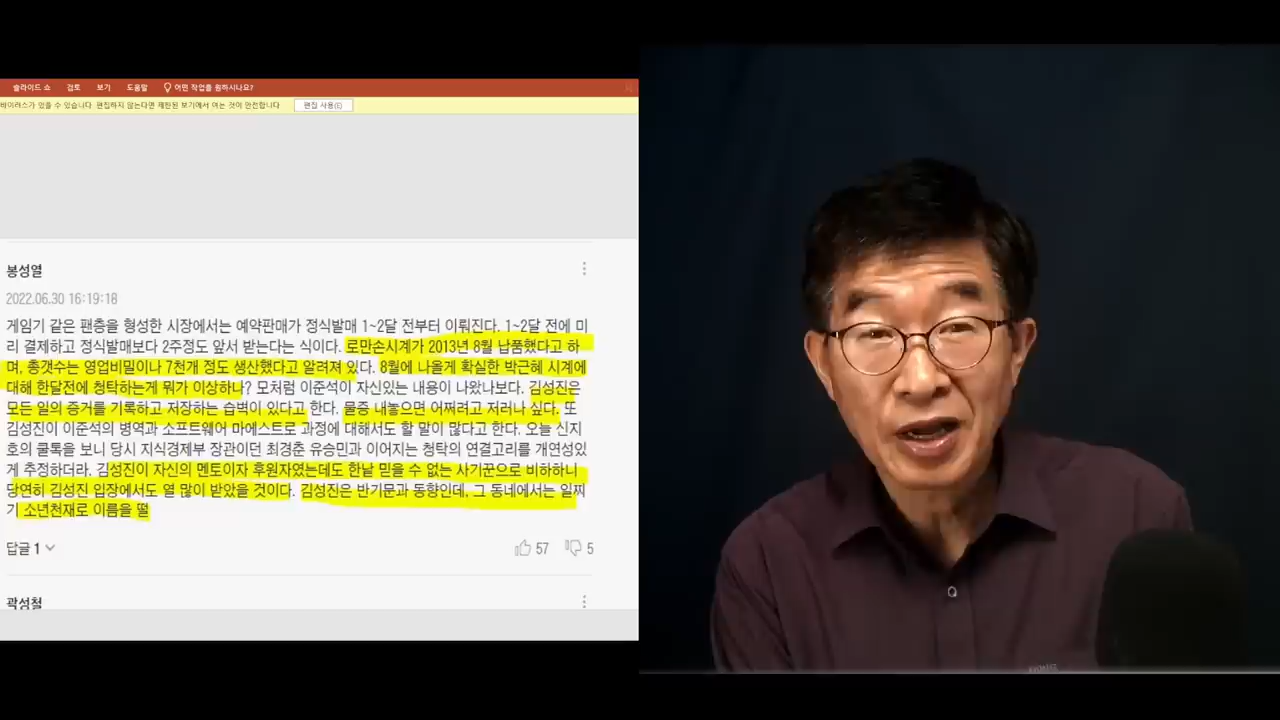 슬라이드 쇼 검토 보기 도움말 어떤 작업을 원하시나요?
바이러스가 있을 수 있습니다. 편집하지 않는다면 제한된 보기에서 여는 것이 안전합니다. 편집 사용(E)
봉성열
2022.06.30 16:19:18
게임기 같은 팬층을 형성한 시장에서는 예약판매가 정식발매 1~2달 전부터 이뤄진다. 1~2달 전에 미
리 결제하고 정식발매보다 2주정도 앞서 받는다는 식이다. 로만손시계가 2013년 8월 납품했다고 하
며, 총갯수는 영업비밀이나 7천개 정도 생산했다고 알려져 있다. 8월에 나올게 확실한 박근혜 시계에
대해 한달전에 청탁하는게 뭐가 이상하나? 모처럼 이준석이 자신있는 내용이 나왔나보다. 김성진은
모든 일의 증거를 기록하고 저장하는 습벽이 있다고 한다. 물증 내놓으면 어쩌려고 저러나 싶다. 또
김성진이 이준석의 병역과 소프트웨어 마에스트로 과정에 대해서도 할 말이 많다고 한다. 오늘 신지
호의 쿨톡을 보니 당시 지식경제부 장관이던 최경춘 유승민과 이어지는 청탁의 연결고리를 개연성있
게 추정하더라. 김성진이 자신의 멘토이자 후원자였는데도 한낱 믿을 수 없는 사기꾼으로 비하하니
당연히 김성진 입장에서도 열 많이 받았을 것이다. 김성진은 반기문과 동향인데, 그 동네에서는 일찌
기 소년천재로 이름을 떨
답글 1 57 5
곽성철